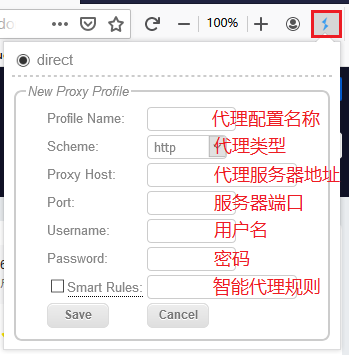 100%
direct
New Proxy Profile
Profile Name: 代理配置名称
Scheme: http 代理类型
Proxy Host: 代理服务器地址
Port: 服务器端口
Username: 用户名
Password: 密码
Smart Rules: 智能代理规则
Save Cancel